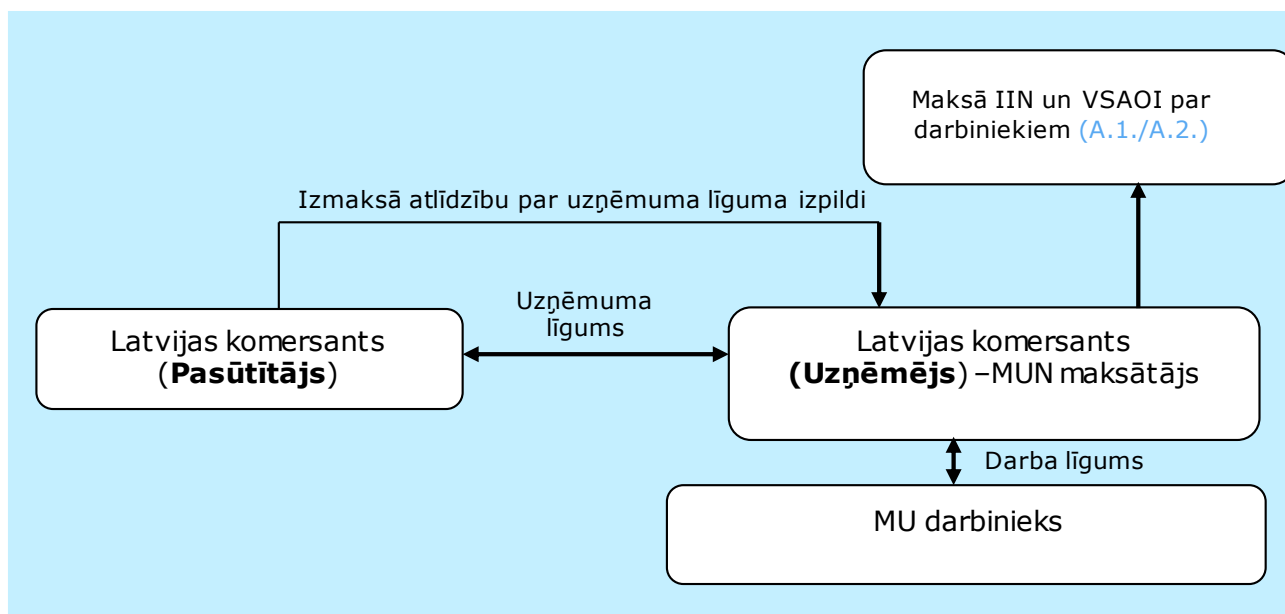 Maksā IIN un VSAOI par
darbiniekiem (A.1./A.2.)
Izmaksā atlīdzību par uzņēmuma līguma izpildi
Uzņēmuma
līgums
Latvijas komersants
(Pasūtītājs)
Latvijas komersants
(Uzņēmējs) –MUN maksātājs
Darba līgums
MU darbinieks